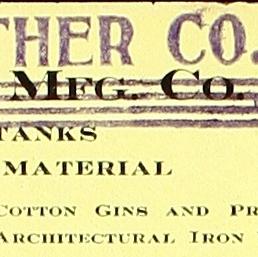 THER CO.
MFG. CO.
TANKS
MATERIAL
COTTON GINS AND PR
ARCHITECTURAL IRON